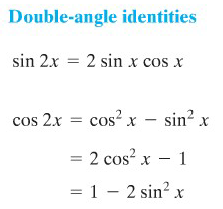 Double-angle identities
sin 2x = 2 sin x cos x
cos 2x = cos² x − sin² x
= 2 cos² x − 1
= 1 − 2 sin² x